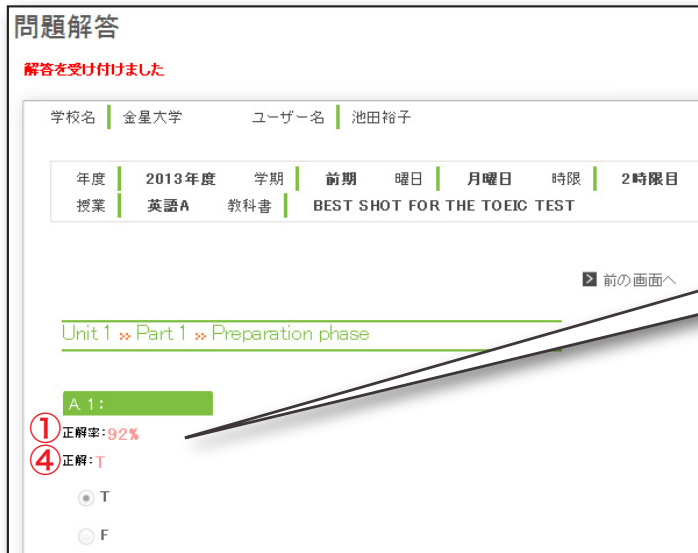 問題解答
解答を受け付けました
学校名 金星大学 ユーザー名 池田裕子
年度 2013年度 学期 前期 曜日 月曜日 時限 2時限目
授業 英語A 教科書 BEST SHOT FOR THE TOEIC TEST
前の画面へ
Unit 1 » Part 1 » Preparation phase
A 1:
①正解率:92%
④正解:T
T
F